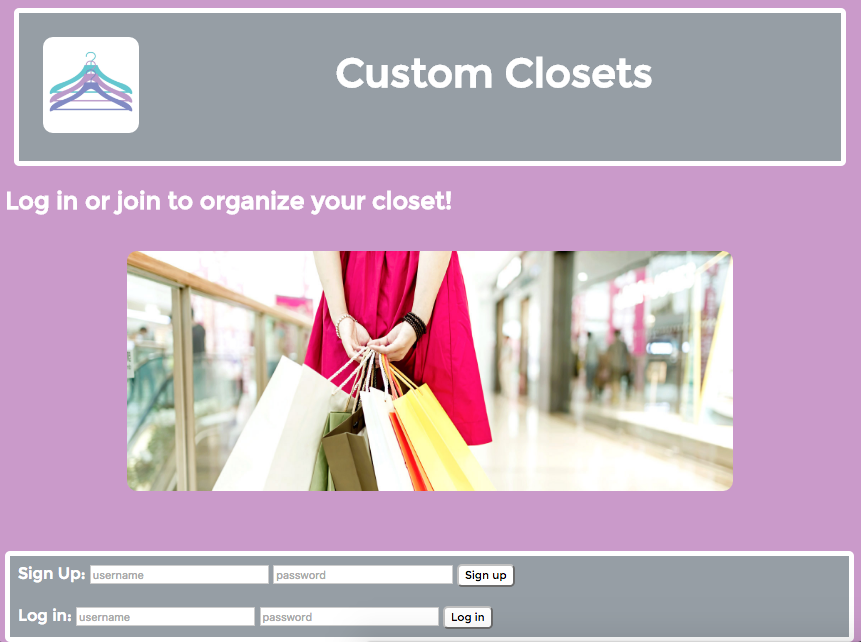 Custom Closets
Log in or join to organize your closet!
Sign Up: username password Sign up
Log in: username password Log in